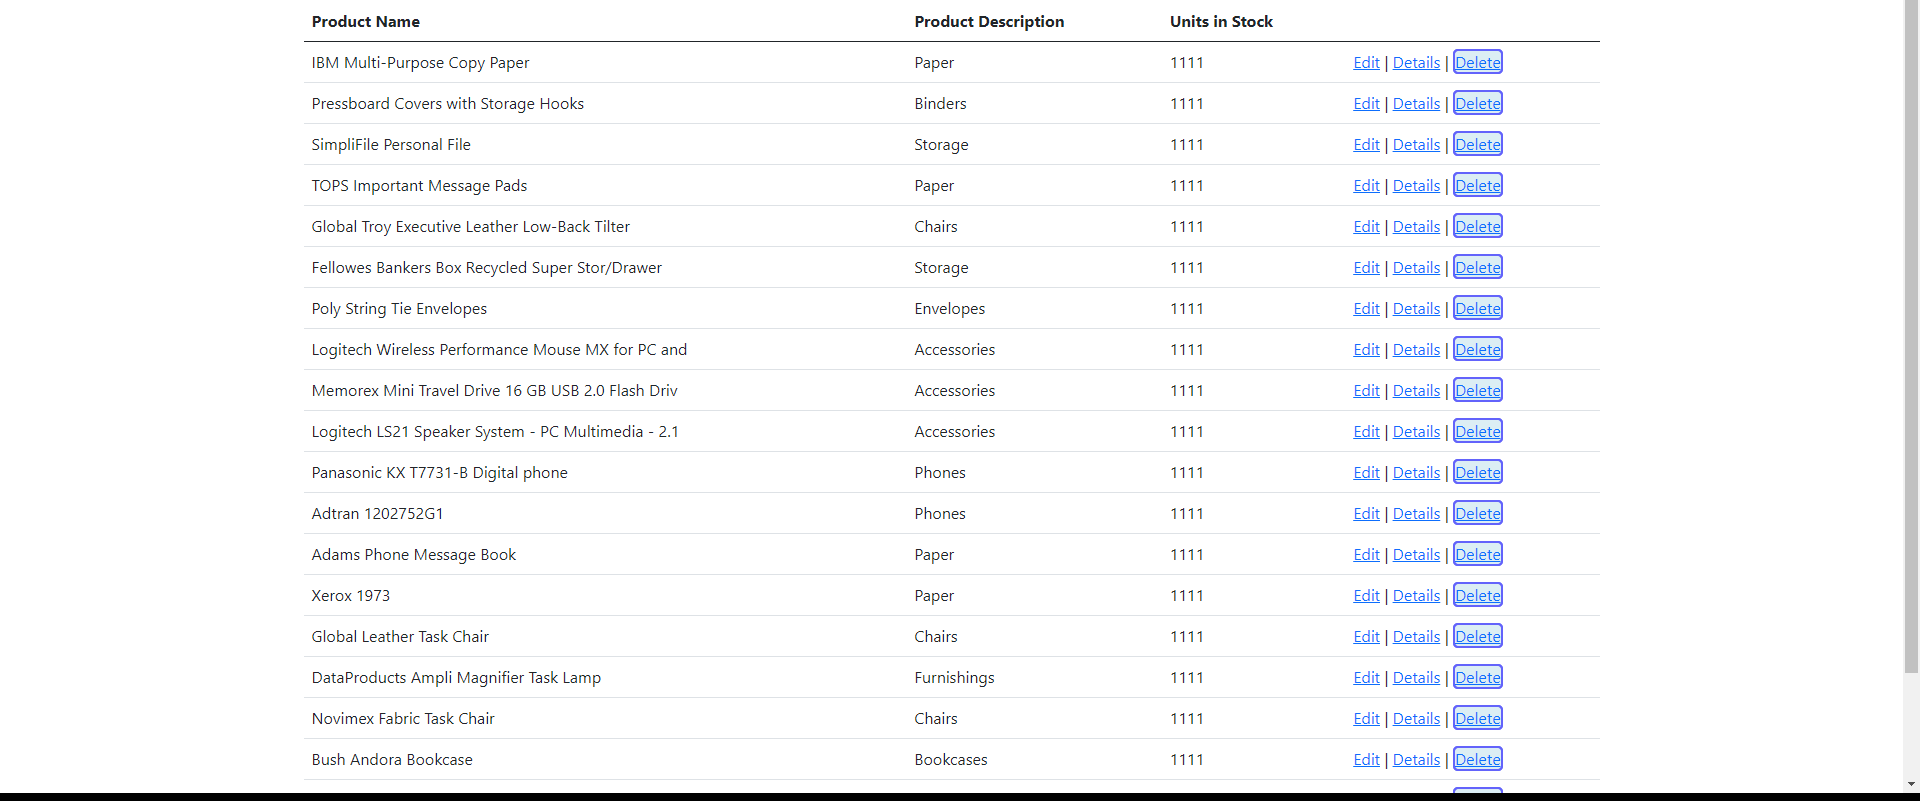 Product Name Product Description Units in Stock
IBM Multi-Purpose Copy Paper Paper 1111 Edit | Details | Delete
Pressboard Covers with Storage Hooks Binders 1111 Edit | Details | Delete
SimpliFile Personal File Storage 1111 Edit | Details | Delete
TOPS Important Message Pads Paper 1111 Edit | Details | Delete
Global Troy Executive Leather Low-Back Tilter Chairs 1111 Edit | Details | Delete
Fellowes Bankers Box Recycled Super Stor/Drawer Storage 1111 Edit | Details | Delete
Poly String Tie Envelopes Envelopes 1111 Edit | Details | Delete
Logitech Wireless Performance Mouse MX for PC and Accessories 1111 Edit | Details | Delete
Memorex Mini Travel Drive 16 GB USB 2.0 Flash Driv Accessories 1111 Edit | Details | Delete
Logitech LS21 Speaker System - PC Multimedia - 2.1 Accessories 1111 Edit | Details | Delete
Panasonic KX T7731-B Digital phone Phones 1111 Edit | Details | Delete
Adtran 1202752G1 Phones 1111 Edit | Details | Delete
Adams Phone Message Book Paper 1111 Edit | Details | Delete
Xerox 1973 Paper 1111 Edit | Details | Delete
Global Leather Task Chair Chairs 1111 Edit | Details | Delete
DataProducts Ampli Magnifier Task Lamp Furnishings 1111 Edit | Details | Delete
Novimex Fabric Task Chair Chairs 1111 Edit | Details | Delete
Bush Andora Bookcase Bookcases 1111 Edit | Details | Delete